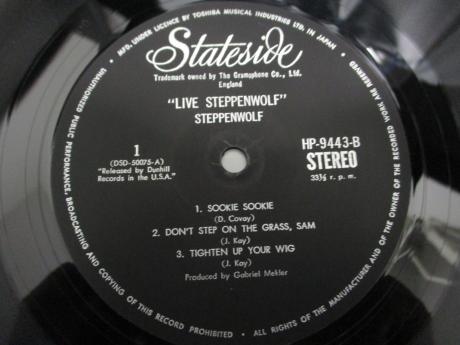 MFD. UNDER LICENCE BY TOSHIBA MUSICAL INDUSTRIES LTD. IN JAPAN
ALL RIGHTS OF THE MANUFACTURER AND OF THE OWNER OF THE RECORDED WORK ARE RESERVED
UNAUTHORIZED PUBLIC PERFORMANCE, BROADCASTING AND COPYING OF THIS RECORD PROHIBITED
Stateside
Trademark owned by The Gramophone Co., Ltd.
England
"LIVE STEPPENWOLF"
STEPPENWOLF
1
(DSD-50075-A)
"Released by Dunhill
Records in the U.S.A."
HP-9443-B
STEREO
33⅓ r. p. m.
1. SOOKIE SOOKIE
(D. Covay)
2. DON'T STEP ON THE GRASS, SAM
(J. Kay)
3. TIGHTEN UP YOUR WIG
(J. Kay)
Produced by Gabriel Mekler